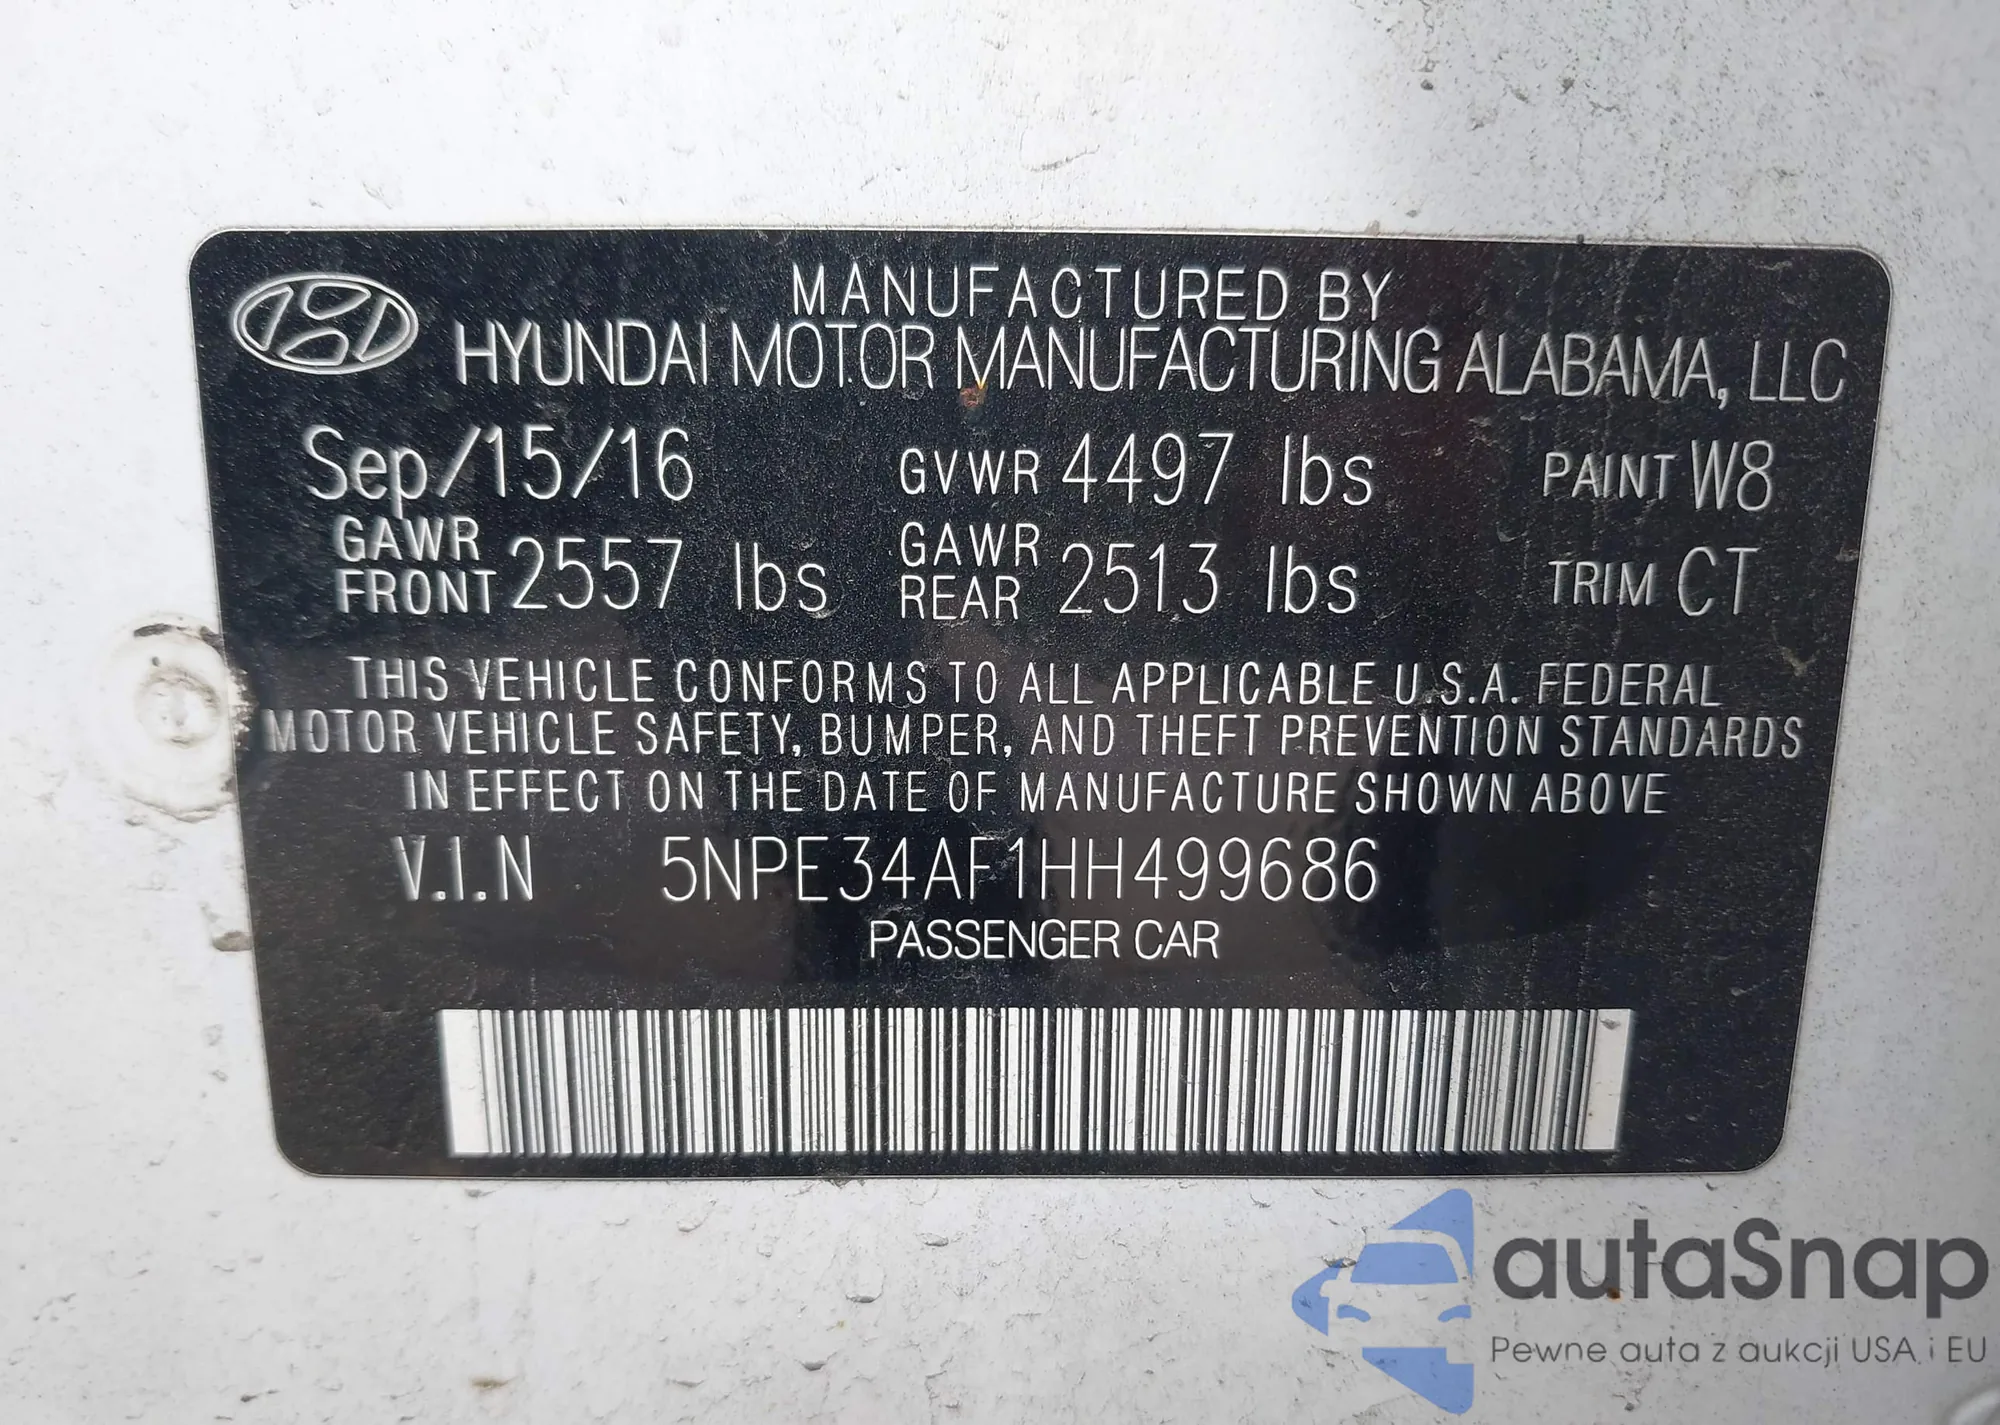 MANUFACTURED BY
HYUNDAI MOTOR MANUFACTURING ALABAMA, LLC
Sep/15/16 GVWR 4497 lbs PAINT W8
GAWR FRONT 2557 lbs GAWR REAR 2513 lbs TRIM CT
THIS VEHICLE CONFORMS TO ALL APPLICABLE U.S.A. FEDERAL
MOTOR VEHICLE SAFETY, BUMPER, AND THEFT PREVENTION STANDARDS
IN EFFECT ON THE DATE OF MANUFACTURE SHOWN ABOVE
V.I.N 5NPE34AF1HH499686
PASSENGER CAR
autaSnap
Pewne auta z aukcji USA i EU